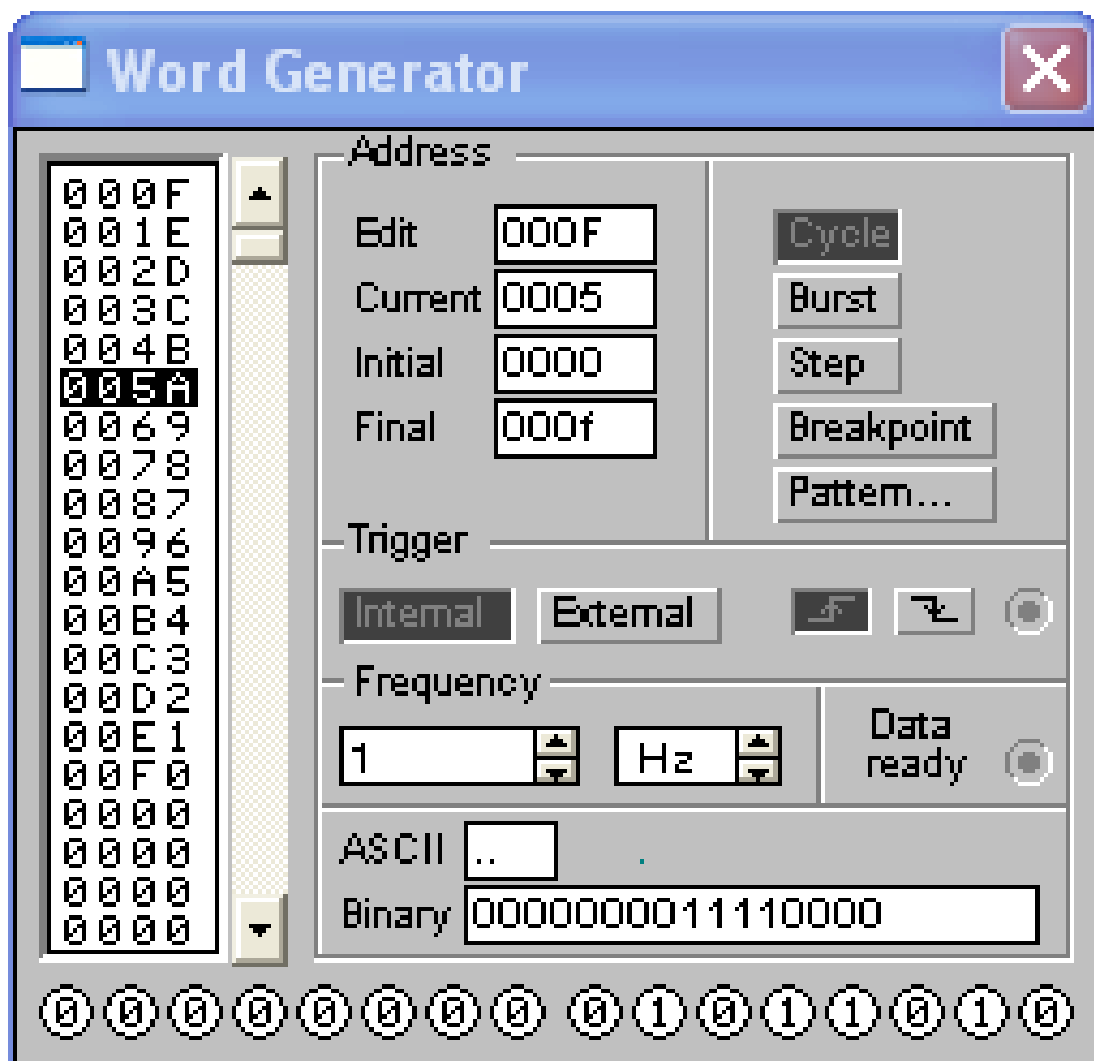 Word Generator
000F
001E
002D
003C
004B
005A
0069
0078
0087
0096
00A5
00B4
00C3
00D2
00E1
00F0
0000
0000
0000
0000
Address
Edit 000F
Current 0005
Initial 0000
Final 000f
Cycle
Burst
Step
Breakpoint
Pattern...
Trigger
Internal External
Frequency
1 Hz
Data
ready
ASCII ..
Binary 0000000011110000
0 0 0 0 0 0 0 0 0 1 0 1 1 0 1 0